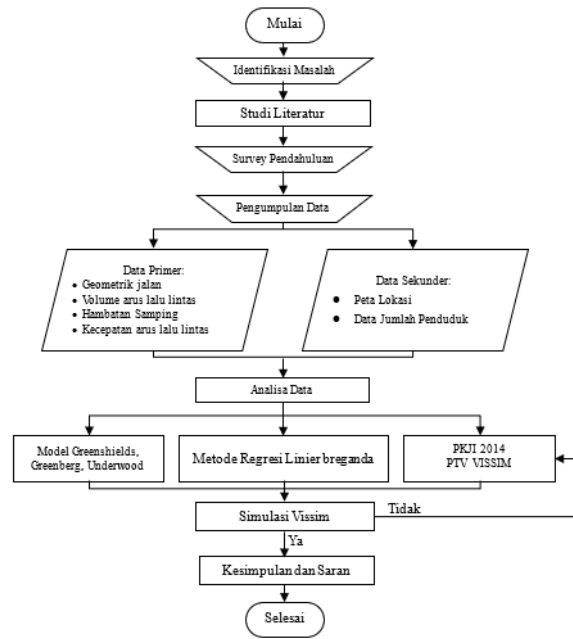 Mulai
Identifikasi Masalah
Studi Literatur
Survey Pendahuluan
Pengumpulan Data
Data Primer:
• Geometrik jalan
• Volume arus lalu lintas
• Hambatan Samping
• Kecepatan arus lalu lintas
Data Sekunder:
● Peta Lokasi
● Data Jumlah Penduduk
Analisa Data
Model Greenshields,
Greenberg, Underwood
Metode Regresi Linier breganda
PKJI 2014
PTV VISSIM
Simulasi Vissim
Tidak
Ya
Kesimpulan dan Saran
Selesai